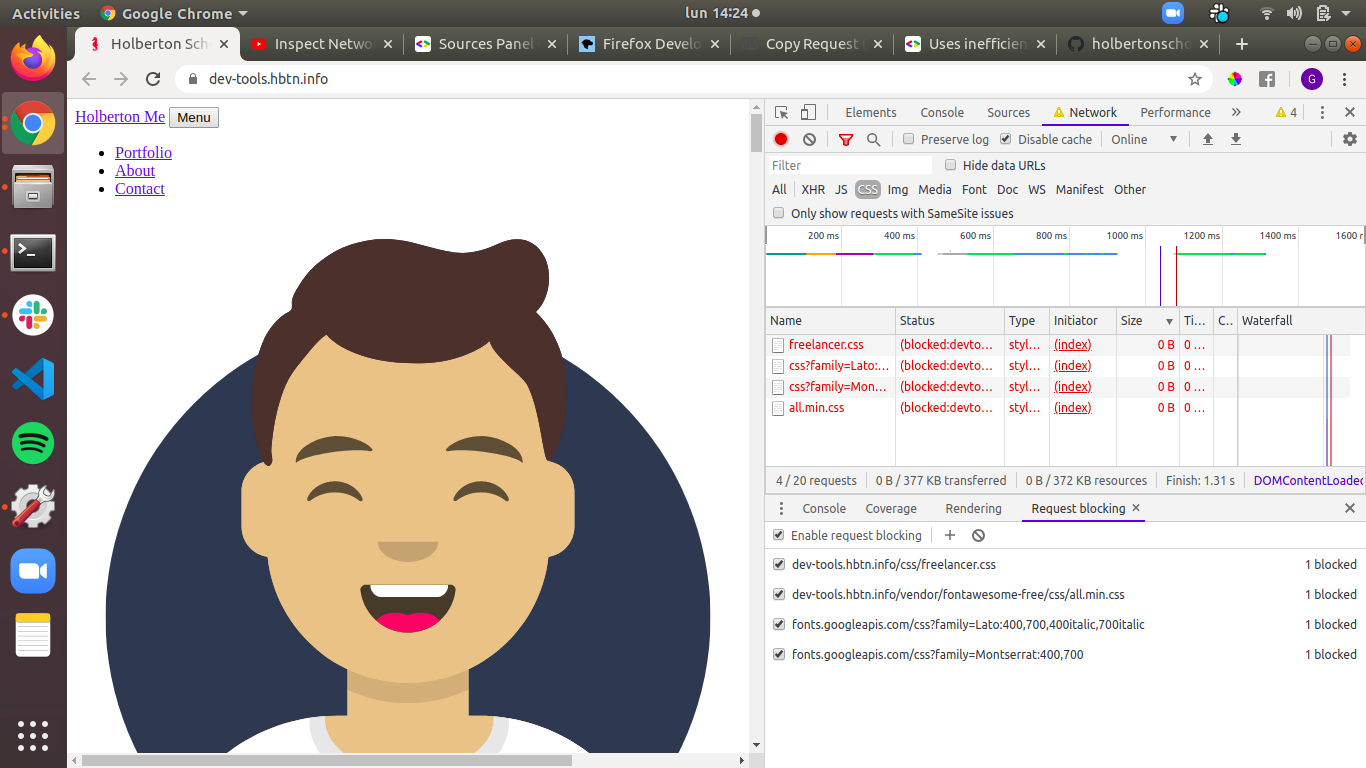 Activities Google Chrome lun 14:24
Holberton Sch Inspect Netwo Sources Panel Firefox Develo Copy Request Uses inefficien holbertonscho
dev-tools.hbtn.info G
Holberton Me Menu
Portfolio
About
Contact
Elements Console Sources Network Performance » 4
Preserve log Disable cache Online
Filter Hide data URLs
All XHR JS CSS Img Media Font Doc WS Manifest Other
Only show requests with SameSite issues
200 ms 400 ms 600 ms 800 ms 1000 ms 1200 ms 1400 ms 1600 r
Name Status Type Initiator Size Ti... C.. Waterfall
freelancer.css (blocked:devto... styl... (index) 0 B 0 ...
css?family=Lato:... (blocked:devto... styl... (index) 0 B 0 ...
css?family=Mon... (blocked:devto... styl... (index) 0 B 0 ...
all.min.css (blocked:devto... styl... (index) 0 B 0 ...
4 / 20 requests 0 B / 377 KB transferred 0 B / 372 KB resources Finish: 1.31 s DOMContentLoaded
Console Coverage Rendering Request blocking ×
Enable request blocking
dev-tools.hbtn.info/css/freelancer.css 1 blocked
dev-tools.hbtn.info/vendor/fontawesome-free/css/all.min.css 1 blocked
fonts.googleapis.com/css?family=Lato:400,700,400italic,700italic 1 blocked
fonts.googleapis.com/css?family=Montserrat:400,700 1 blocked